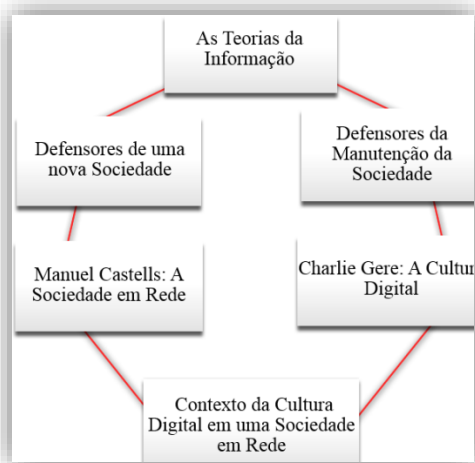 As Teorias da
Informação
Defensores de uma
nova Sociedade
Defensores da
Manutenção da
Sociedade
Manuel Castells: A
Sociedade em Rede
Charlie Gere: A Cultur
Digital
Contexto da Cultura
Digital em uma Sociedade
em Rede